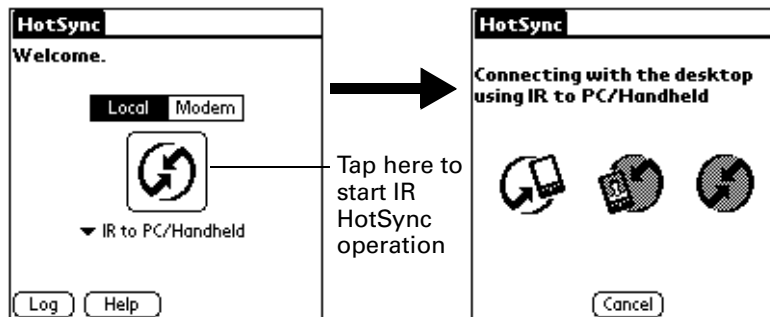 HotSync
Welcome.
Local Modem
IR to PC/Handheld
Log Help
Tap here to
start IR
HotSync
operation
HotSync
Connecting with the desktop
using IR to PC/Handheld
Cancel